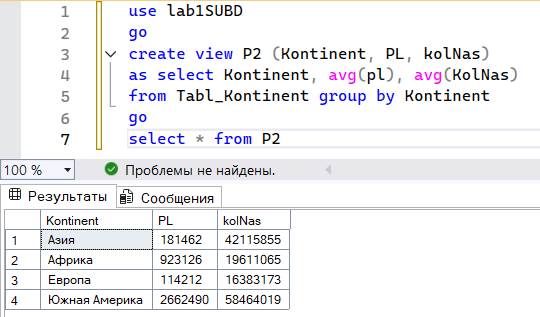 1 use lab1SUBD
2 go
3 create view P2 (Kontinent, PL, kolNas)
4 as select Kontinent, avg(pl), avg(KolNas)
5 from Tabl_Kontinent group by Kontinent
6 go
7 select * from P2
100 % Проблемы не найдены.
Результаты Сообщения
Kontinent PL kolNas
1 Азия 181462 42115855
2 Африка 923126 19611065
3 Европа 114212 16383173
4 Южная Америка 2662490 58464019